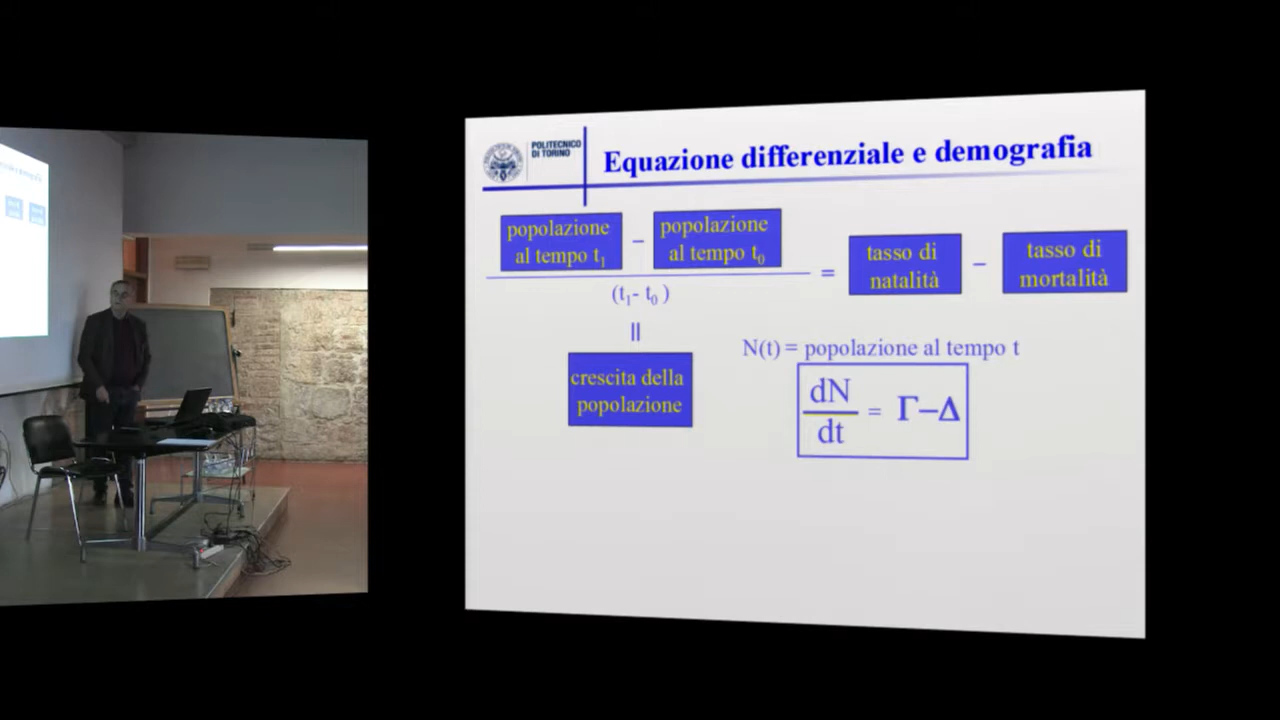 POLITECNICO
DI TORINO
Equazione differenziale e demografia
popolazione
al tempo t₁
–
popolazione
al tempo t₀
(t₁- t₀ )
=
tasso di
natalità
–
tasso di
mortalità
=
crescita della
popolazione
N(t) = popolazione al tempo t
dN
dt
= Γ–Δ